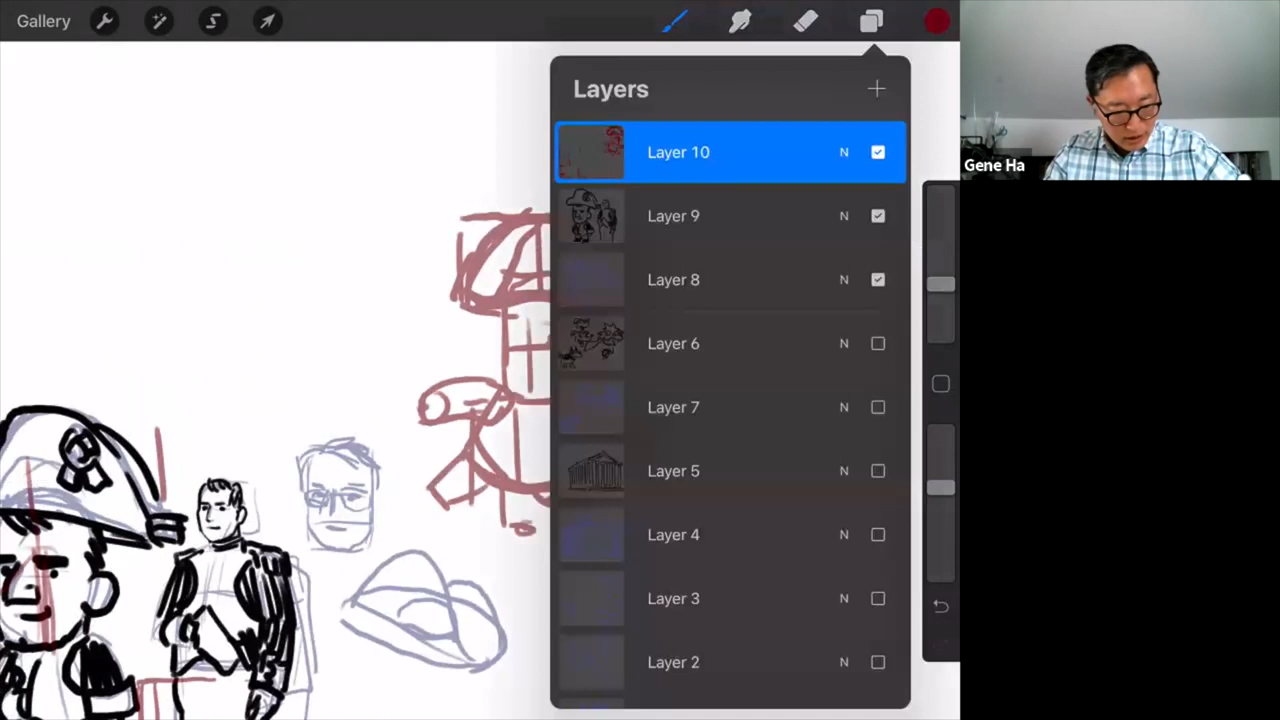 Gallery
Layers
Layer 10 N
Layer 9 N
Layer 8 N
Layer 6 N
Layer 7 N
Layer 5 N
Layer 4 N
Layer 3 N
Layer 2 N
Gene Ha